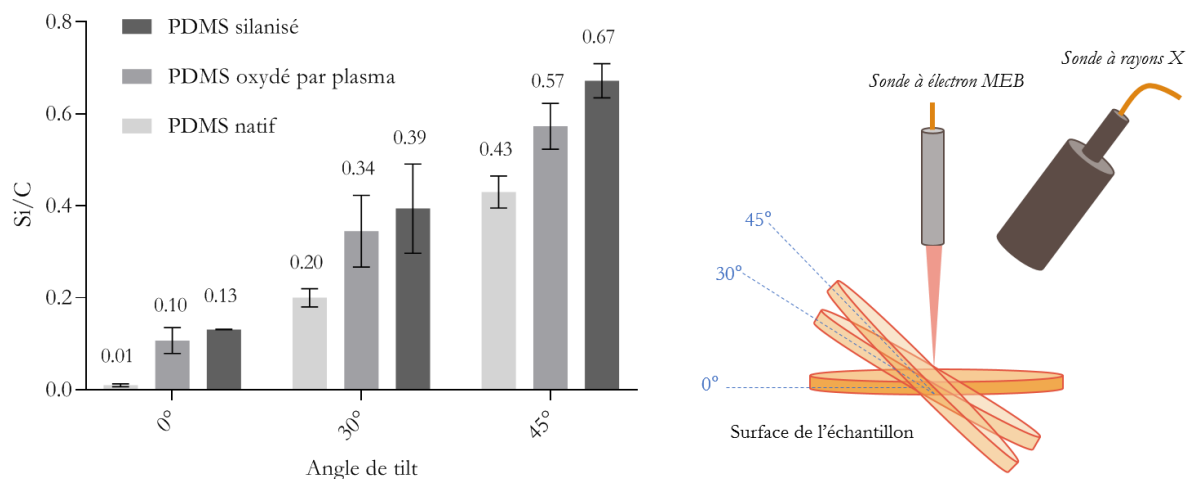 0.8
0.6
0.4
0.2
0.0
Si/C
PDMS silanisé
PDMS oxydé par plasma
PDMS natif
0.01
0.10
0.13
0.20
0.34
0.39
0.43
0.57
0.67
0°
30°
45°
Angle de tilt
Sonde à rayons X
Sonde à électron MEB
45°
30°
0°
Surface de l'échantillon